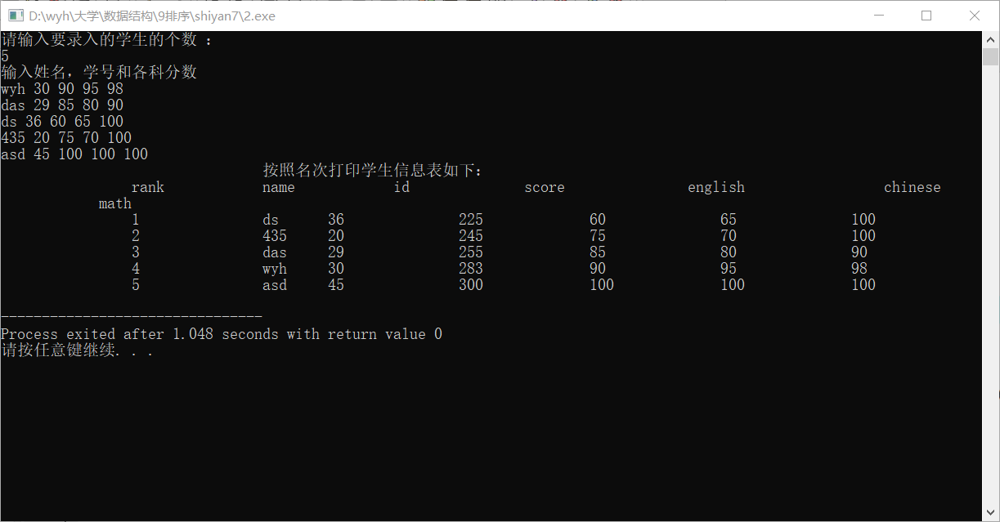 D:\wyh\大学\数据结构\9排序\shiyan7\2.exe
请输入要录入的学生的个数 :
5
输入姓名，学号和各科分数
wyh 30 90 95 98
das 29 85 80 90
ds 36 60 65 100
435 20 75 70 100
asd 45 100 100 100
按照名次打印学生信息表如下:
rank name id score english chinese
math
1 ds 36 225 60 65 100
2 435 20 245 75 70 100
3 das 29 255 85 80 90
4 wyh 30 283 90 95 98
5 asd 45 300 100 100 100
--------------------------------
Process exited after 1.048 seconds with return value 0
请按任意键继续. . .